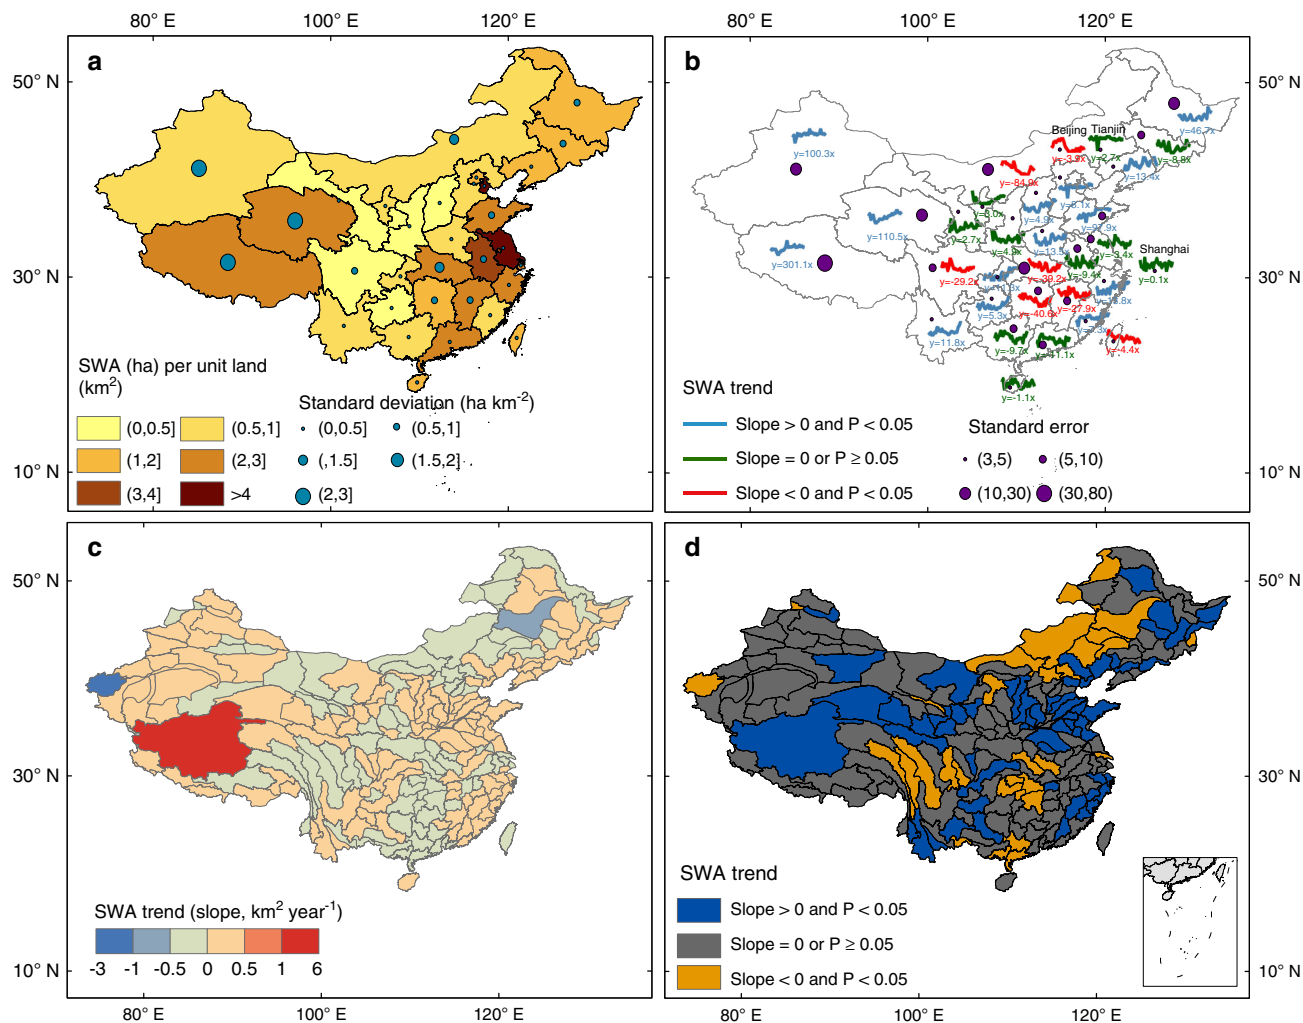 80° E 100° E 120° E
80° E 100° E 120° E
a
50° N
30° N
10° N
SWA (ha) per unit land
(km2)
(0,0.5] (0.5,1]
(1,2] (2,3]
(3,4] >4
Standard deviation (ha km-2)
(0,0.5] (0.5,1]
(,1.5] (1.5,2]
(2,3]
b
50° N
30° N
10° N
Beijing Tianjin
Shanghai
y=46.7x
y=100.3x
y=-3.9x
y=2.7x
y=-8.8x
y=13.4x
y=-84.9x
y=110.5x
y=301.1x
y=-3.4x
y=0.1x
y=-29.2x
y=-9.4x
y=-39.2x
y=5.3x
y=-40.6x
y=-27.9x
y=11.8x
y=-9.7x
y=-4.4x
y=-1.1x
SWA trend
Slope > 0 and P < 0.05
Slope = 0 or P ≥ 0.05
Slope < 0 and P < 0.05
Standard error
(3,5) (5,10)
(10,30) (30,80)
c
50° N
30° N
10° N
SWA trend (slope, km2 year-1)
-3 -1 -0.5 0 0.5 1 6
80° E 100° E 120° E
d
50° N
30° N
10° N
SWA trend
Slope > 0 and P < 0.05
Slope = 0 or P ≥ 0.05
Slope < 0 and P < 0.05
80° E 100° E 120° E